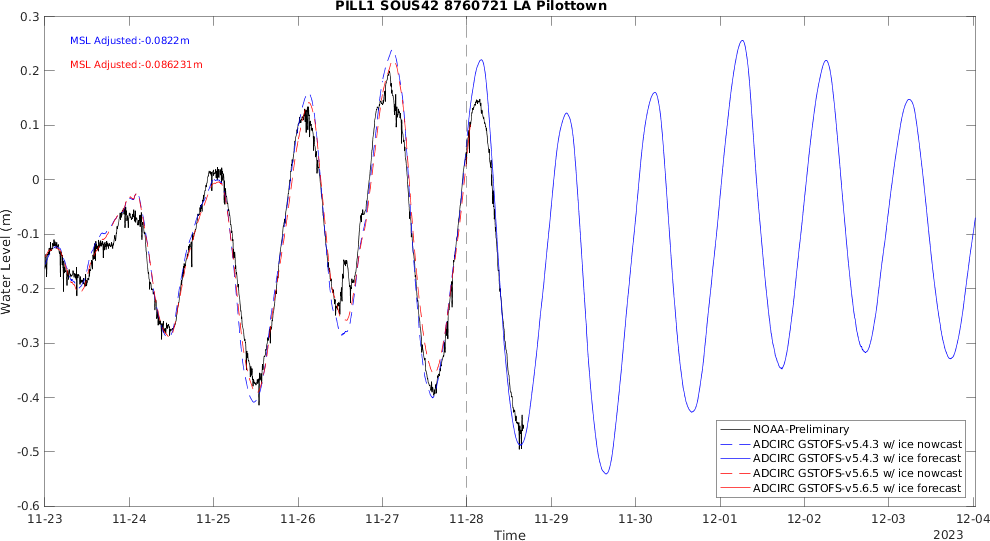 PILL1 SOUS42 8760721 LA Pilottown
MSL Adjusted:-0.0822m
MSL Adjusted:-0.086231m
Water Level (m)
0.3
0.2
0.1
0
-0.1
-0.2
-0.3
-0.4
-0.5
-0.6
NOAA-Preliminary
ADCIRC GSTOFS-v5.4.3 w/ ice nowcast
ADCIRC GSTOFS-v5.4.3 w/ ice forecast
ADCIRC GSTOFS-v5.6.5 w/ ice nowcast
ADCIRC GSTOFS-v5.6.5 w/ ice forecast
11-23 11-24 11-25 11-26 11-27 11-28 11-29 11-30 12-01 12-02 12-03 12-04
Time
2023